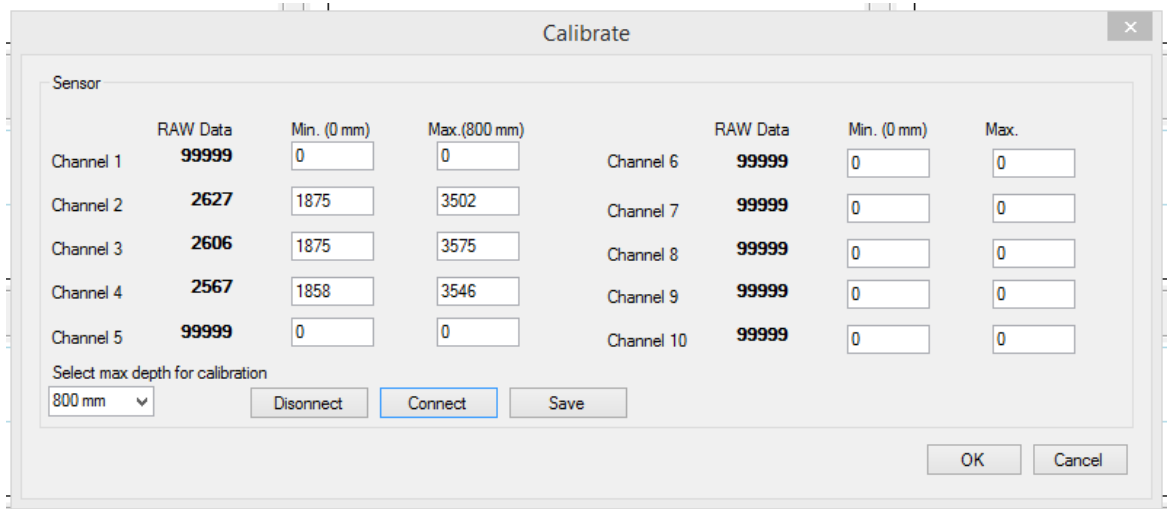 Calibrate
Sensor
RAW Data Min. (0 mm) Max.(800 mm) RAW Data Min. (0 mm) Max.
Channel 1 99999 0 0 Channel 6 99999 0 0
Channel 2 2627 1875 3502 Channel 7 99999 0 0
Channel 3 2606 1875 3575 Channel 8 99999 0 0
Channel 4 2567 1858 3546 Channel 9 99999 0 0
Channel 5 99999 0 0 Channel 10 99999 0 0
Select max depth for calibration
800 mm Disonnect Connect Save
OK Cancel